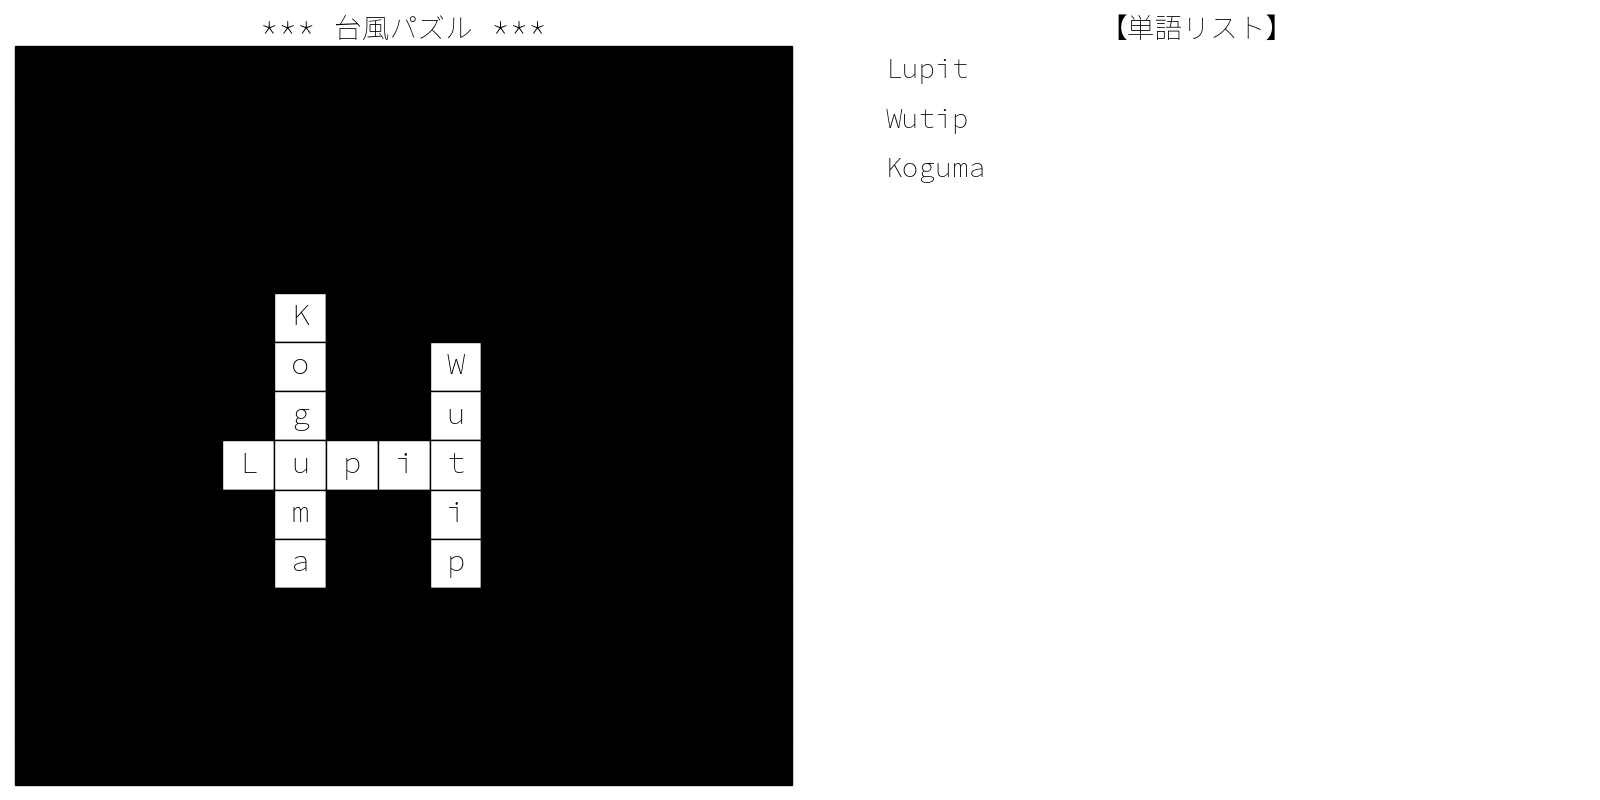 *** 台風パズル ***
K
o W
g u
L u p i t
m i
a p
【単語リスト】
Lupit
Wutip
Koguma